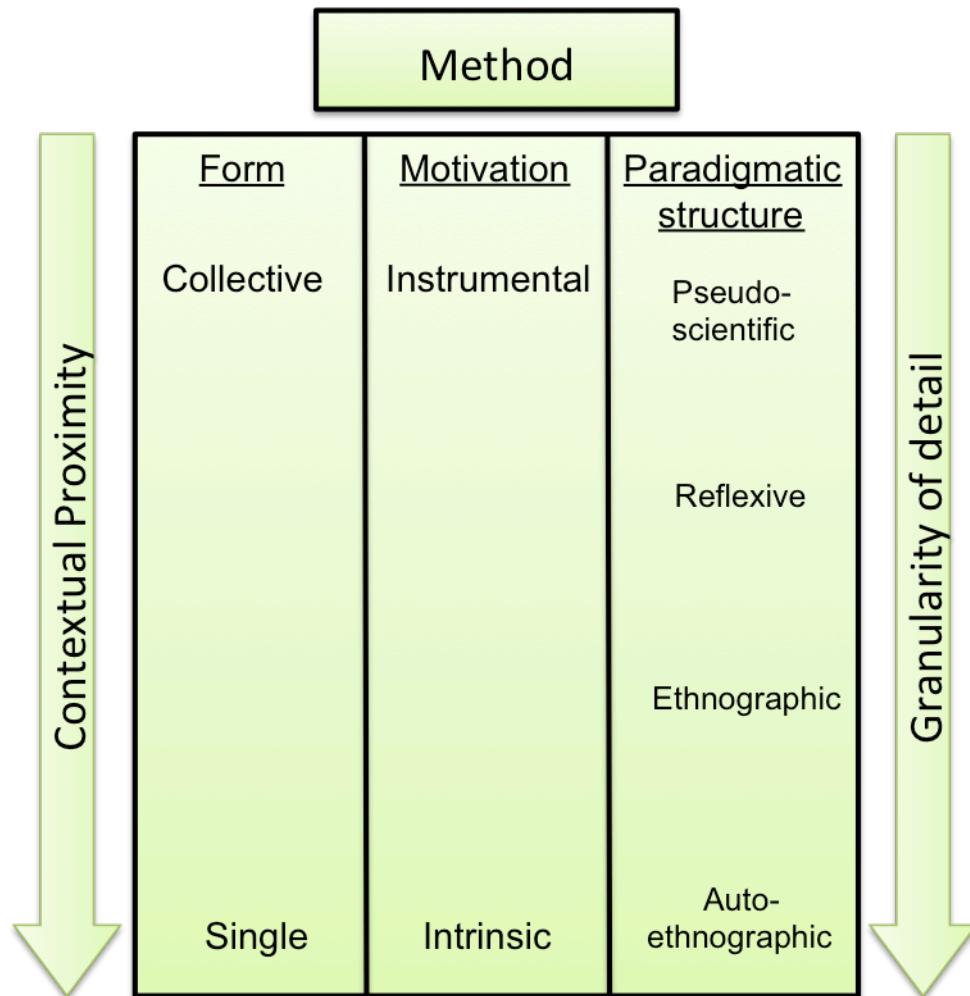 Method
Contextual Proximity
Form
Collective
Single
Motivation
Instrumental
Intrinsic
Paradigmatic
structure
Pseudo-
scientific
Reflexive
Ethnographic
Auto-
ethnographic
Granularity of detail